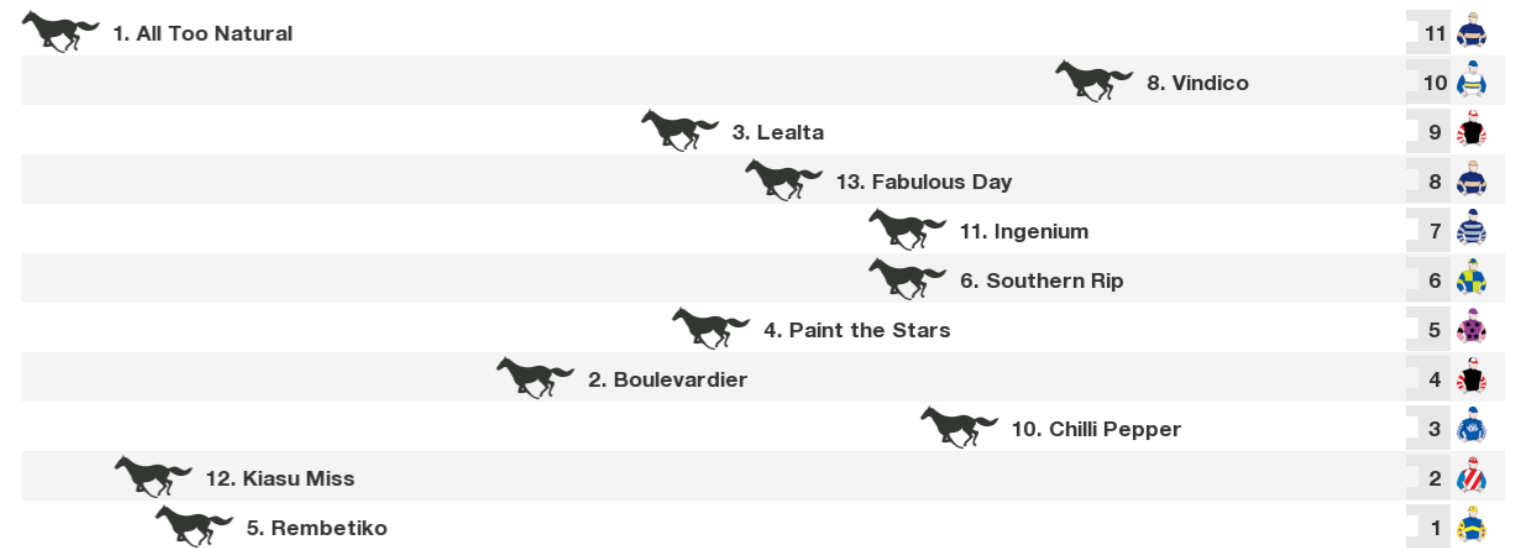 1. All Too Natural 11
8. Vindico 10
3. Lealta 9
13. Fabulous Day 8
11. Ingenium 7
6. Southern Rip 6
4. Paint the Stars 5
2. Boulevardier 4
10. Chilli Pepper 3
12. Kiasu Miss 2
5. Rembetiko 1